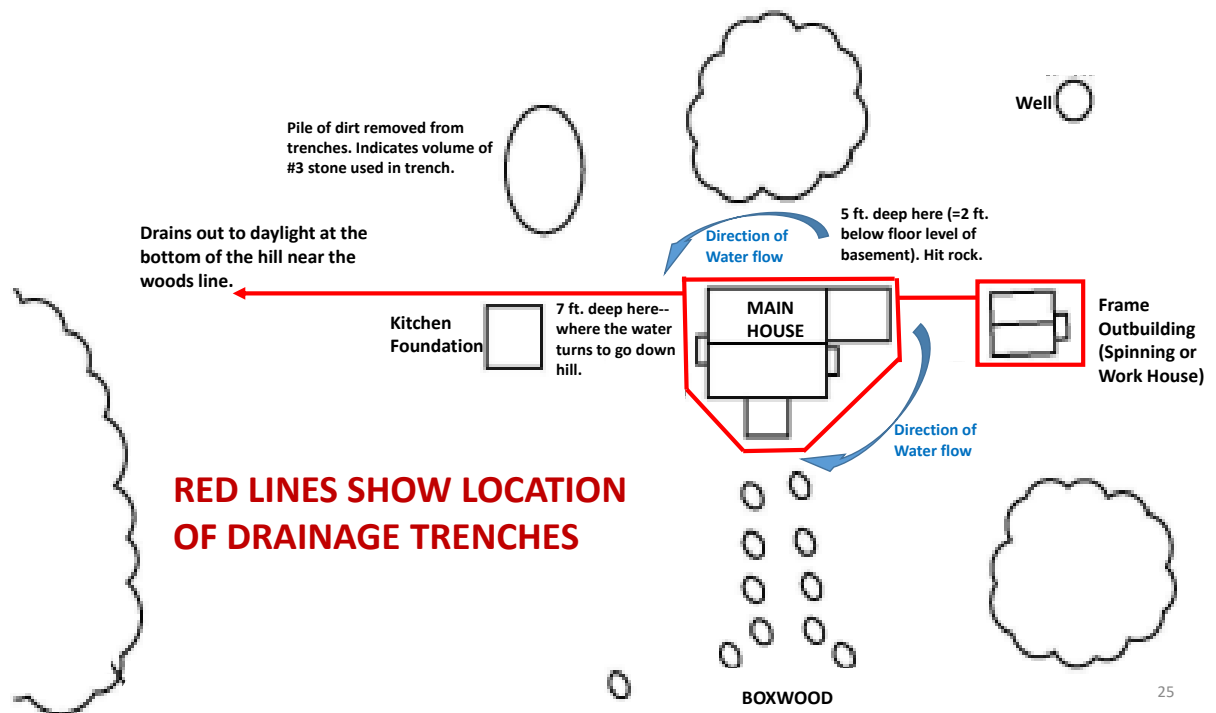 Well
Pile of dirt removed from
trenches. Indicates volume of
#3 stone used in trench.
Drains out to daylight at the
bottom of the hill near the
woods line.
Direction of
Water flow
5 ft. deep here (=2 ft.
below floor level of
basement). Hit rock.
Kitchen
Foundation
7 ft. deep here--
where the water
turns to go down
hill.
MAIN
HOUSE
Frame
Outbuilding
(Spinning or
Work House)
Direction of
Water flow
RED LINES SHOW LOCATION
OF DRAINAGE TRENCHES
BOXWOOD
25